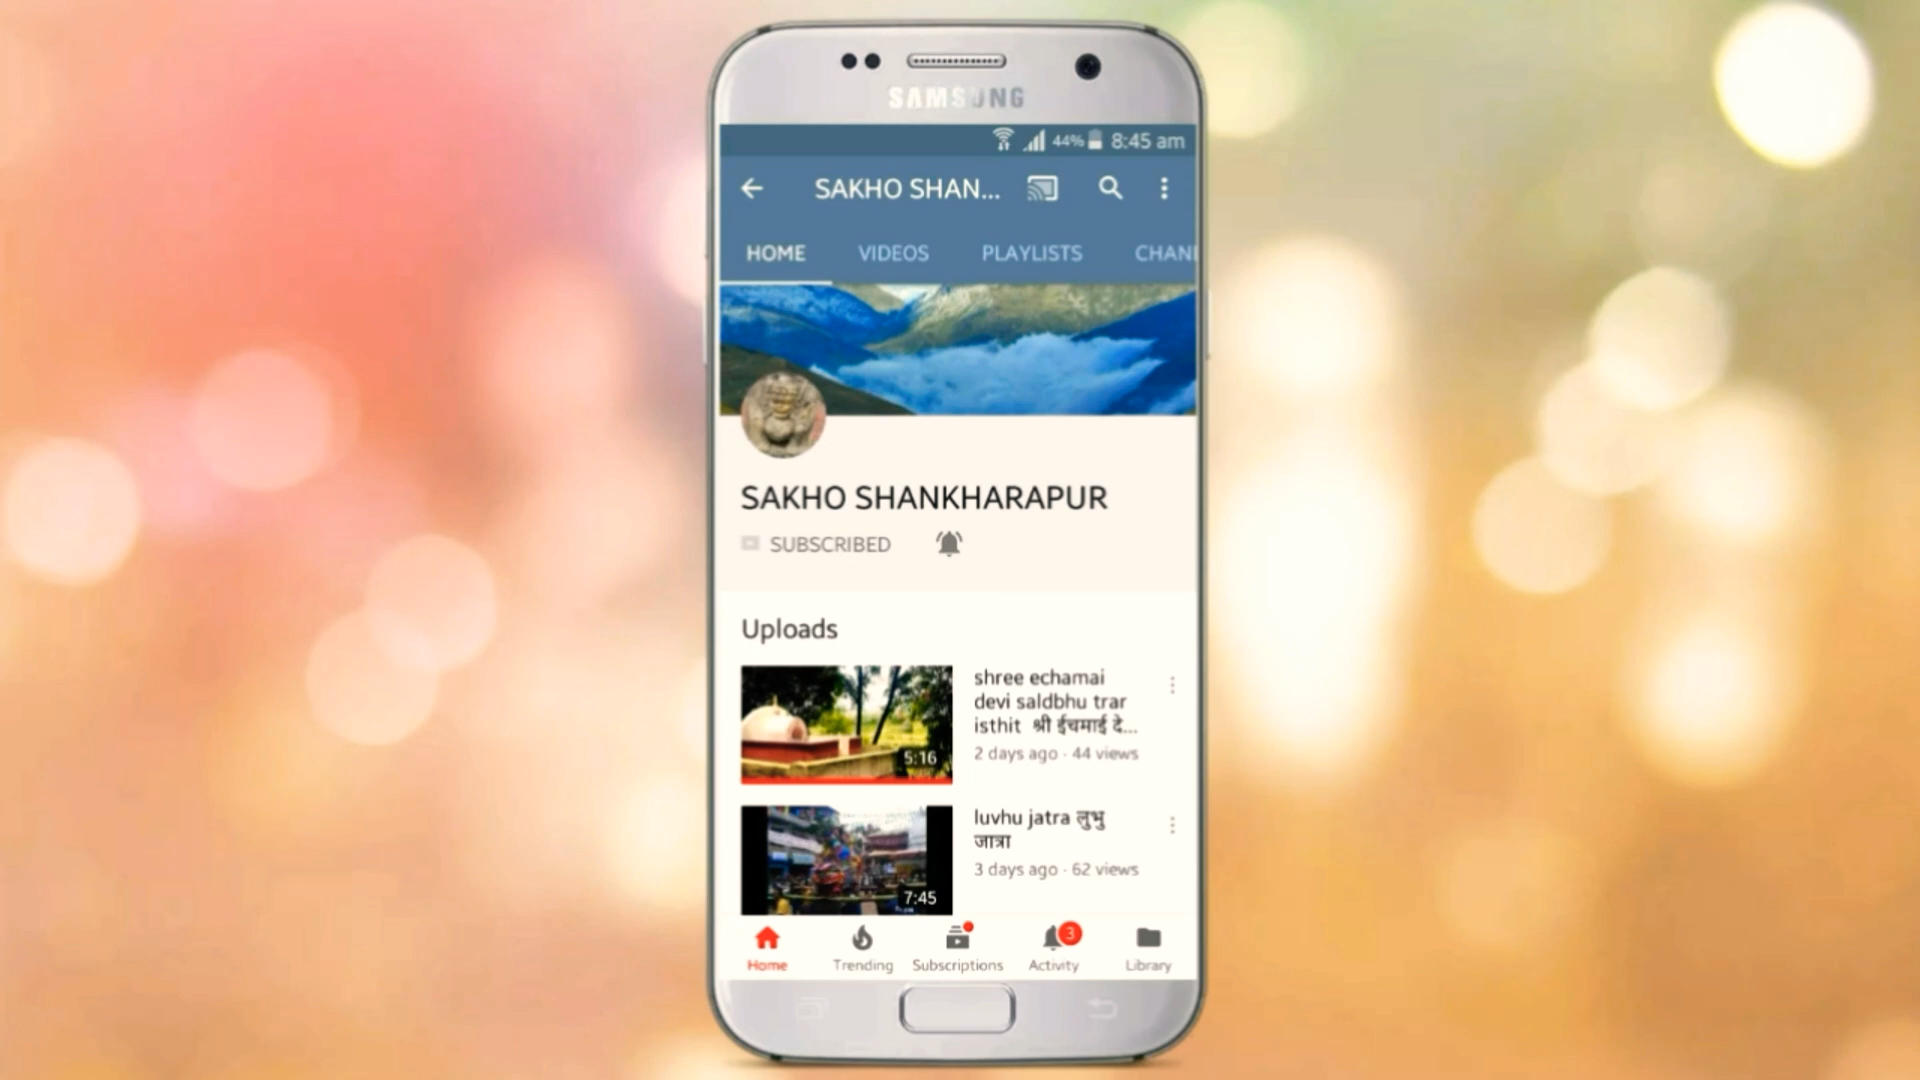 SAMSUNG
44% 8:45 am
SAKHO SHAN...
HOME VIDEOS PLAYLISTS CHAN
SAKHO SHANKHARAPUR
SUBSCRIBED
Uploads
shree echamai
devi saldbhu trar
isthit श्री ईचमाई दे...
2 days ago · 44 views
5:16
luvhu jatra लुभु
जात्रा
3 days ago · 62 views
7:45
3
Home Trending Subscriptions Activity Library